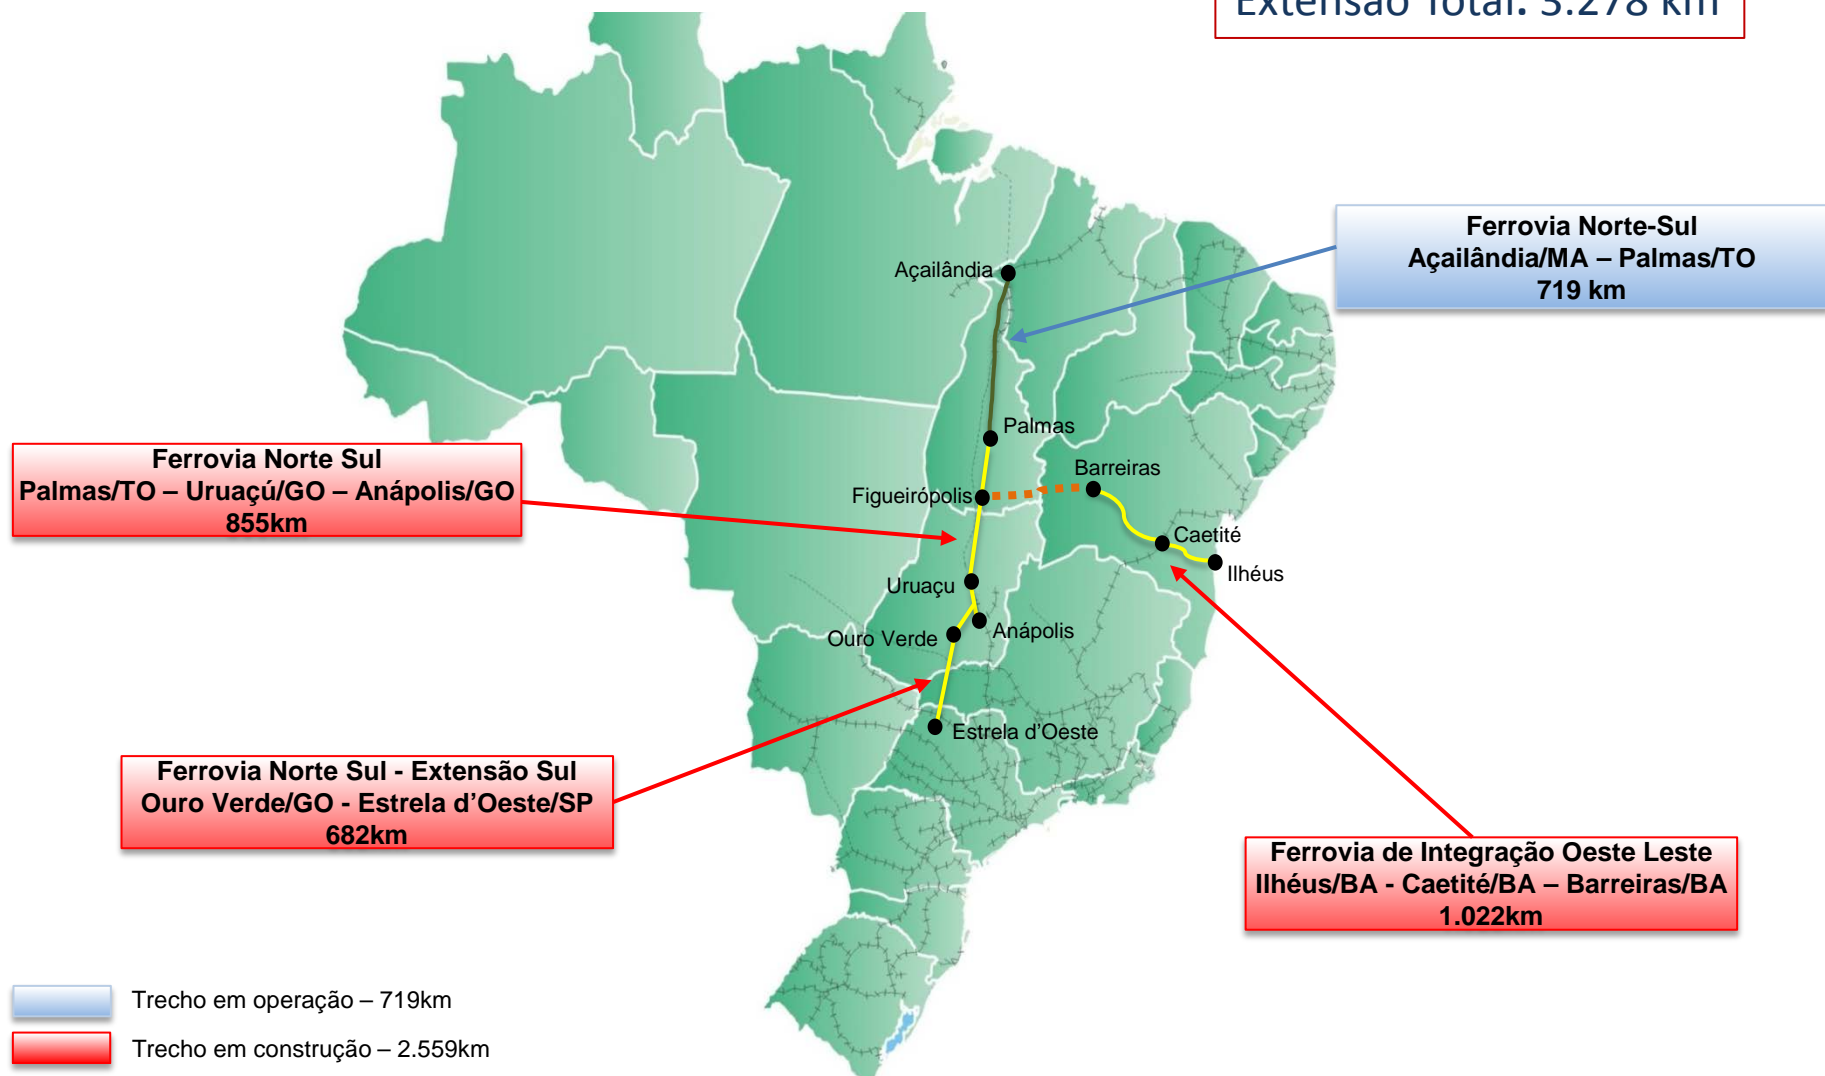 Extensão Total: 3.278 km
Ferrovia Norte-Sul
Açailândia/MA – Palmas/TO
719 km
Açailândia
Palmas
Barreiras
Figueirópolis
Caetité
Ilhéus
Uruaçu
Anápolis
Ouro Verde
Estrela d’Oeste
Ferrovia Norte Sul
Palmas/TO – Uruaçú/GO – Anápolis/GO
855km
Ferrovia Norte Sul - Extensão Sul
Ouro Verde/GO - Estrela d’Oeste/SP
682km
Ferrovia de Integração Oeste Leste
Ilhéus/BA - Caetité/BA – Barreiras/BA
1.022km
Trecho em operação – 719km
Trecho em construção – 2.559km